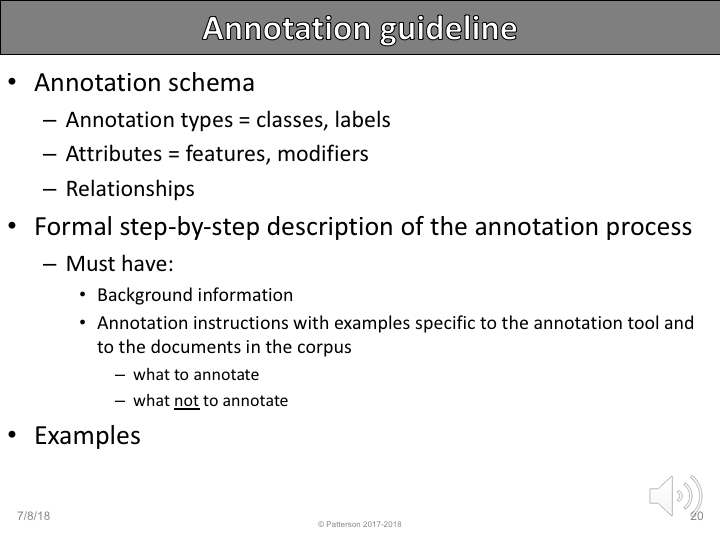 Annotation guideline
• Annotation schema
– Annotation types = classes, labels
– Attributes = features, modifiers
– Relationships
• Formal step-by-step description of the annotation process
– Must have:
• Background information
• Annotation instructions with examples specific to the annotation tool and
to the documents in the corpus
– what to annotate
– what not to annotate
• Examples
7/8/18
© Patterson 2017-2018
20